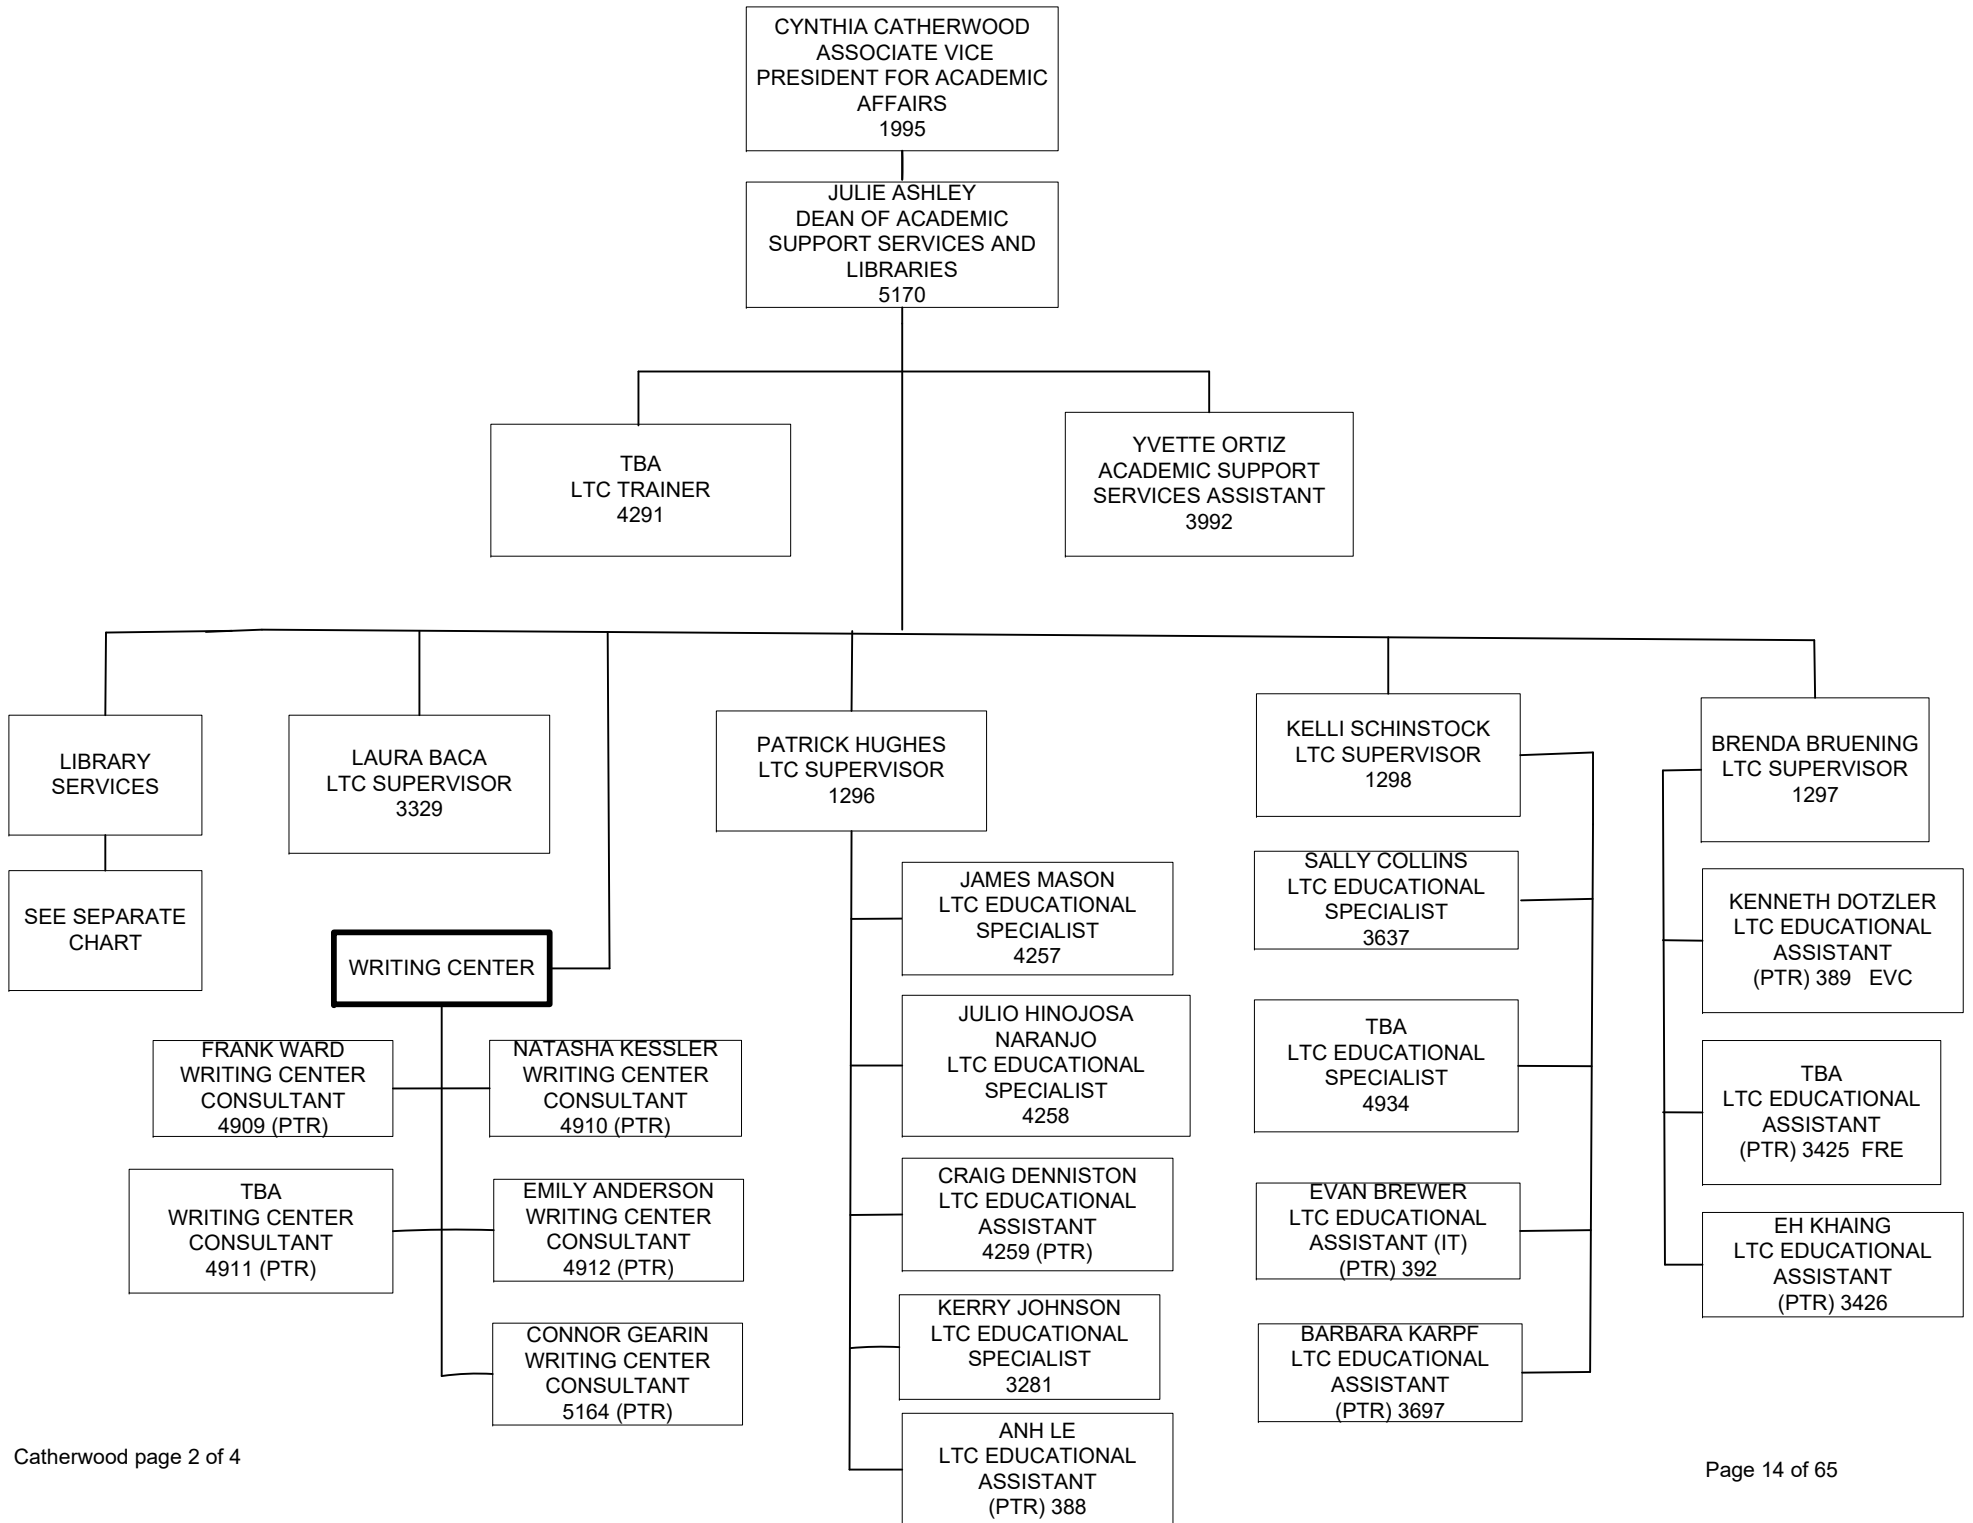 CYNTHIA CATHERWOOD
ASSOCIATE VICE
PRESIDENT FOR ACADEMIC
AFFAIRS
1995
JULIE ASHLEY
DEAN OF ACADEMIC
SUPPORT SERVICES AND
LIBRARIES
5170
TBA
LTC TRAINER
4291
YVETTE ORTIZ
ACADEMIC SUPPORT
SERVICES ASSISTANT
3992
LIBRARY
SERVICES
SEE SEPARATE
CHART
LAURA BACA
LTC SUPERVISOR
3329
WRITING CENTER
FRANK WARD
WRITING CENTER
CONSULTANT
4909 (PTR)
NATASHA KESSLER
WRITING CENTER
CONSULTANT
4910 (PTR)
TBA
WRITING CENTER
CONSULTANT
4911 (PTR)
EMILY ANDERSON
WRITING CENTER
CONSULTANT
4912 (PTR)
CONNOR GEARIN
WRITING CENTER
CONSULTANT
5164 (PTR)
PATRICK HUGHES
LTC SUPERVISOR
1296
JAMES MASON
LTC EDUCATIONAL
SPECIALIST
4257
JULIO HINOJOSA
NARANJO
LTC EDUCATIONAL
SPECIALIST
4258
CRAIG DENNISTON
LTC EDUCATIONAL
ASSISTANT
4259 (PTR)
KERRY JOHNSON
LTC EDUCATIONAL
SPECIALIST
3281
ANH LE
LTC EDUCATIONAL
ASSISTANT
(PTR) 388
KELLI SCHINSTOCK
LTC SUPERVISOR
1298
SALLY COLLINS
LTC EDUCATIONAL
SPECIALIST
3637
TBA
LTC EDUCATIONAL
SPECIALIST
4934
EVAN BREWER
LTC EDUCATIONAL
ASSISTANT (IT)
(PTR) 392
BARBARA KARPF
LTC EDUCATIONAL
ASSISTANT
(PTR) 3697
BRENDA BRUENING
LTC SUPERVISOR
1297
KENNETH DOTZLER
LTC EDUCATIONAL
ASSISTANT
(PTR) 389 EVC
TBA
LTC EDUCATIONAL
ASSISTANT
(PTR) 3425 FRE
EH KHAING
LTC EDUCATIONAL
ASSISTANT
(PTR) 3426
Catherwood page 2 of 4
Page 14 of 65